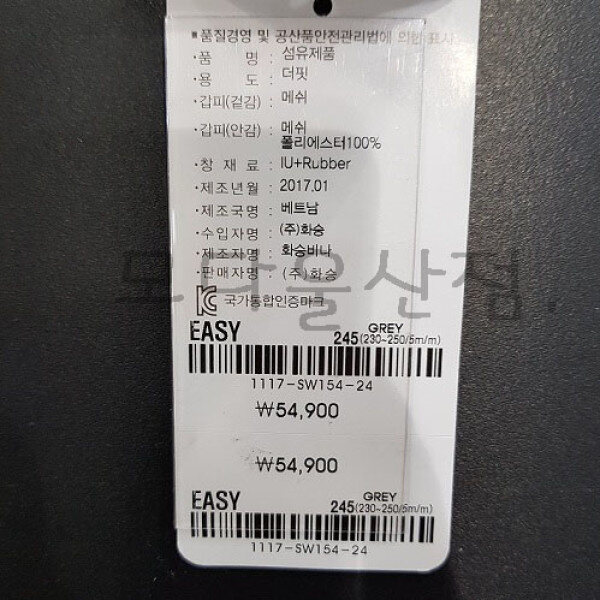 ■품질경영 및 공산품안전관리법에 의한 표시
·품 명 : 섬유제품
·용 도 : 더핏
·갑피(겉감) : 메쉬
·갑피(안감) : 메쉬
폴리에스터100%
·창 재 료 : IU+Rubber
·제조년월 : 2017.01
·제조국명 : 베트남
·수입자명 : (주)화승
·제조자명 : 화승비나
·판매자명 : (주)화승
국가통합인증마크
EASY GREY
245(230~250/5m/m)
1117-SW154-24
₩54,900
₩54,900
EASY GREY
245(230~250/5m/m)
1117-SW154-24
모나울산점.